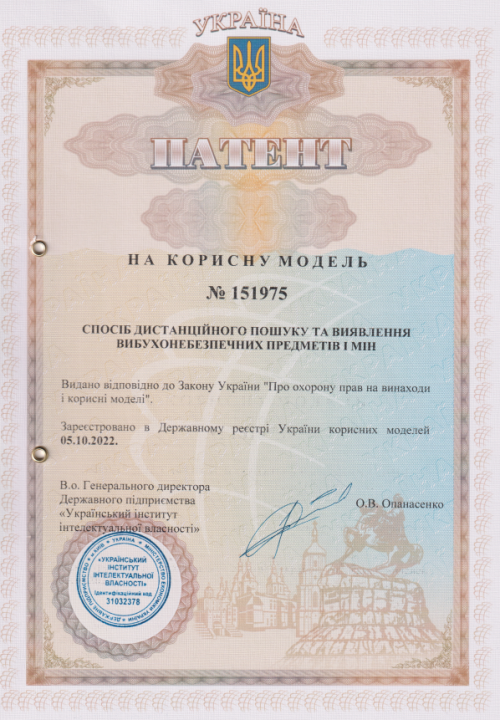 УКРАЇНА
ПАТЕНТ
НА КОРИСНУ МОДЕЛЬ
№ 151975
СПОСІБ ДИСТАНЦІЙНОГО ПОШУКУ ТА ВИЯВЛЕННЯ
ВИБУХОНЕБЕЗПЕЧНИХ ПРЕДМЕТІВ І МІН
Видано відповідно до Закону України "Про охорону прав на винаходи
і корисні моделі".
Зареєстровано в Державному реєстрі України корисних моделей
05.10.2022.
В.о. Генерального директора
Державного підприємства
«Український інститут
інтелектуальної власності»
О.В. Опанасенко
«УКРАЇНСЬКИЙ
ІНСТИТУТ
ІНТЕЛЕКТУАЛЬНОЇ
ВЛАСНОСТІ»
Ідентифікаційний код
31032378